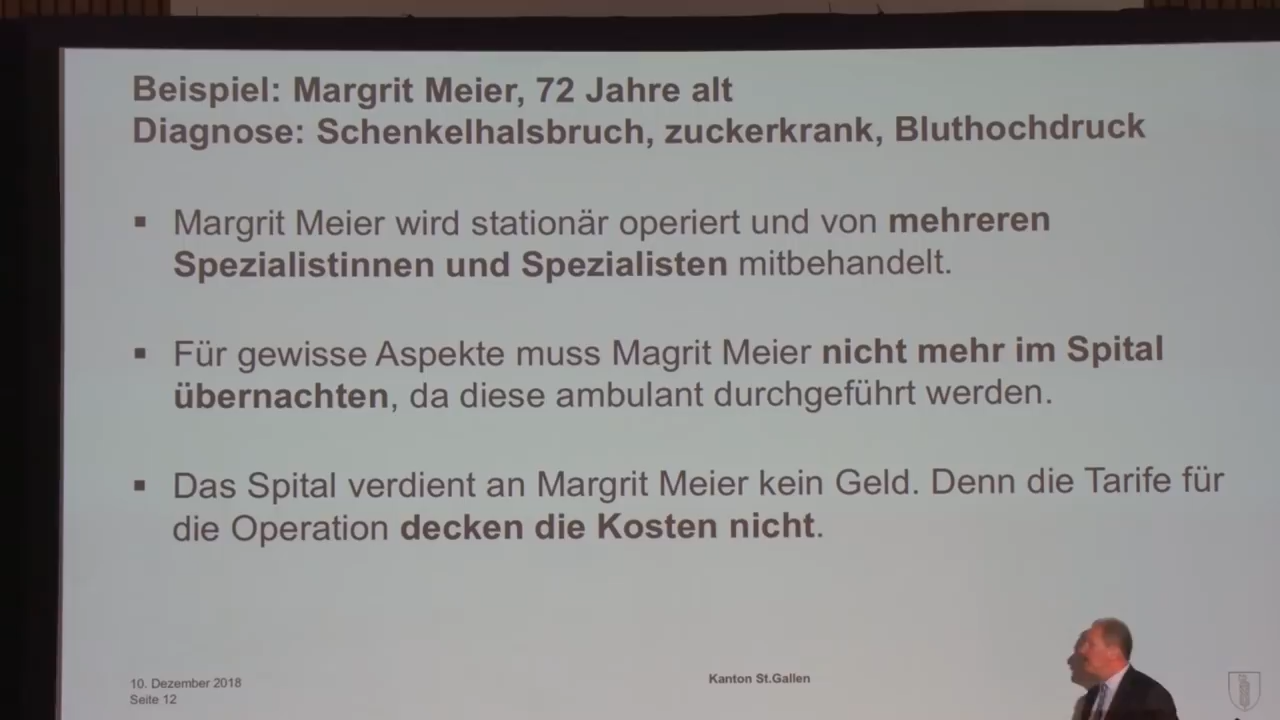 Beispiel: Margrit Meier, 72 Jahre alt
Diagnose: Schenkelhalsbruch, zuckerkrank, Bluthochdruck
▪ Margrit Meier wird stationär operiert und von mehreren
Spezialistinnen und Spezialisten mitbehandelt.
▪ Für gewisse Aspekte muss Magrit Meier nicht mehr im Spital
übernachten, da diese ambulant durchgeführt werden.
▪ Das Spital verdient an Margrit Meier kein Geld. Denn die Tarife für
die Operation decken die Kosten nicht.
10. Dezember 2018
Seite 12
Kanton St.Gallen